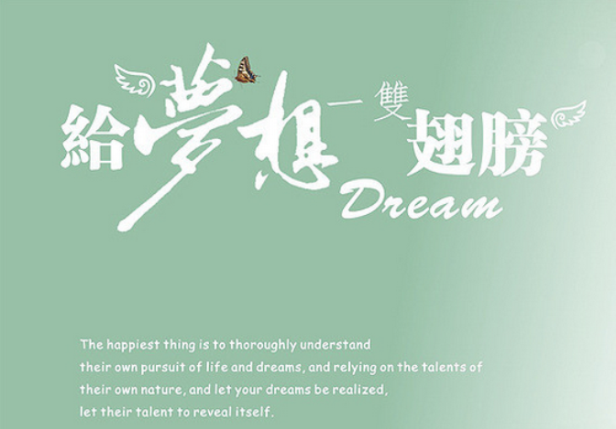 給夢想一雙翅膀
Dream
The happiest thing is to thoroughly understand
their own pursuit of life and dreams, and relying on the talents of
their own nature, and let your dreams be realized,
let their talent to reveal itself.